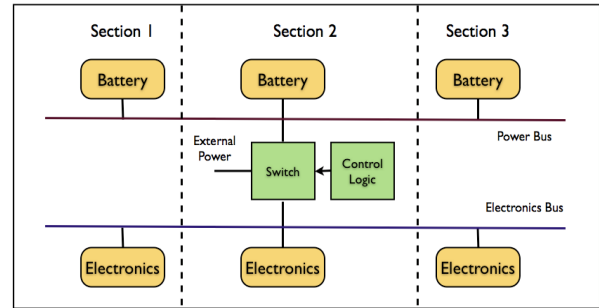 Section 1
Section 2
Section 3
Battery
Battery
Battery
Power Bus
External
Power
Switch
Control
Logic
Electronics Bus
Electronics
Electronics
Electronics